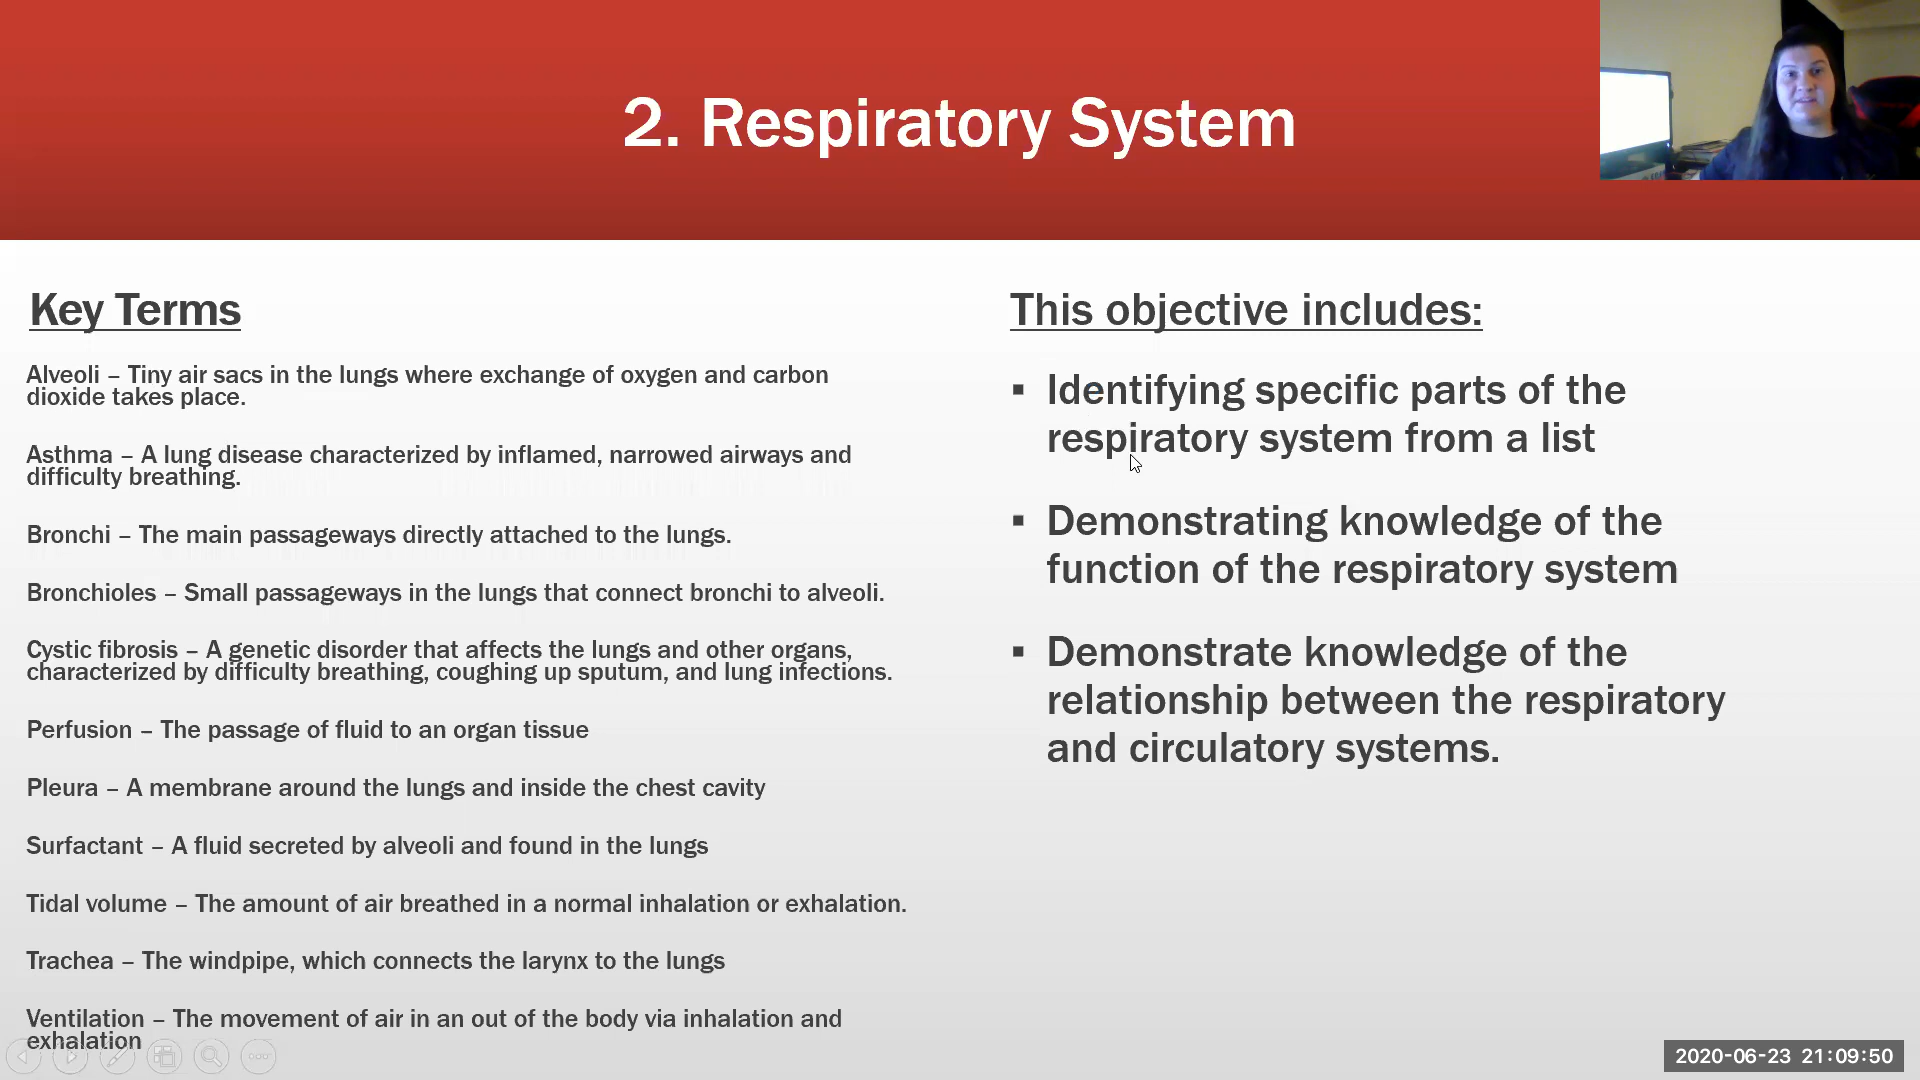 2. Respiratory System
Key Terms
Alveoli – Tiny air sacs in the lungs where exchange of oxygen and carbon
dioxide takes place.
Asthma – A lung disease characterized by inflamed, narrowed airways and
difficulty breathing.
Bronchi – The main passageways directly attached to the lungs.
Bronchioles – Small passageways in the lungs that connect bronchi to alveoli.
Cystic fibrosis – A genetic disorder that affects the lungs and other organs,
characterized by difficulty breathing, coughing up sputum, and lung infections.
Perfusion – The passage of fluid to an organ tissue
Pleura – A membrane around the lungs and inside the chest cavity
Surfactant – A fluid secreted by alveoli and found in the lungs
Tidal volume – The amount of air breathed in a normal inhalation or exhalation.
Trachea – The windpipe, which connects the larynx to the lungs
Ventilation – The movement of air in an out of the body via inhalation and
exhalation
This objective includes:
▪ Identifying specific parts of the
respiratory system from a list
▪ Demonstrating knowledge of the
function of the respiratory system
▪ Demonstrate knowledge of the
relationship between the respiratory
and circulatory systems.
2020-06-23 21:09:50